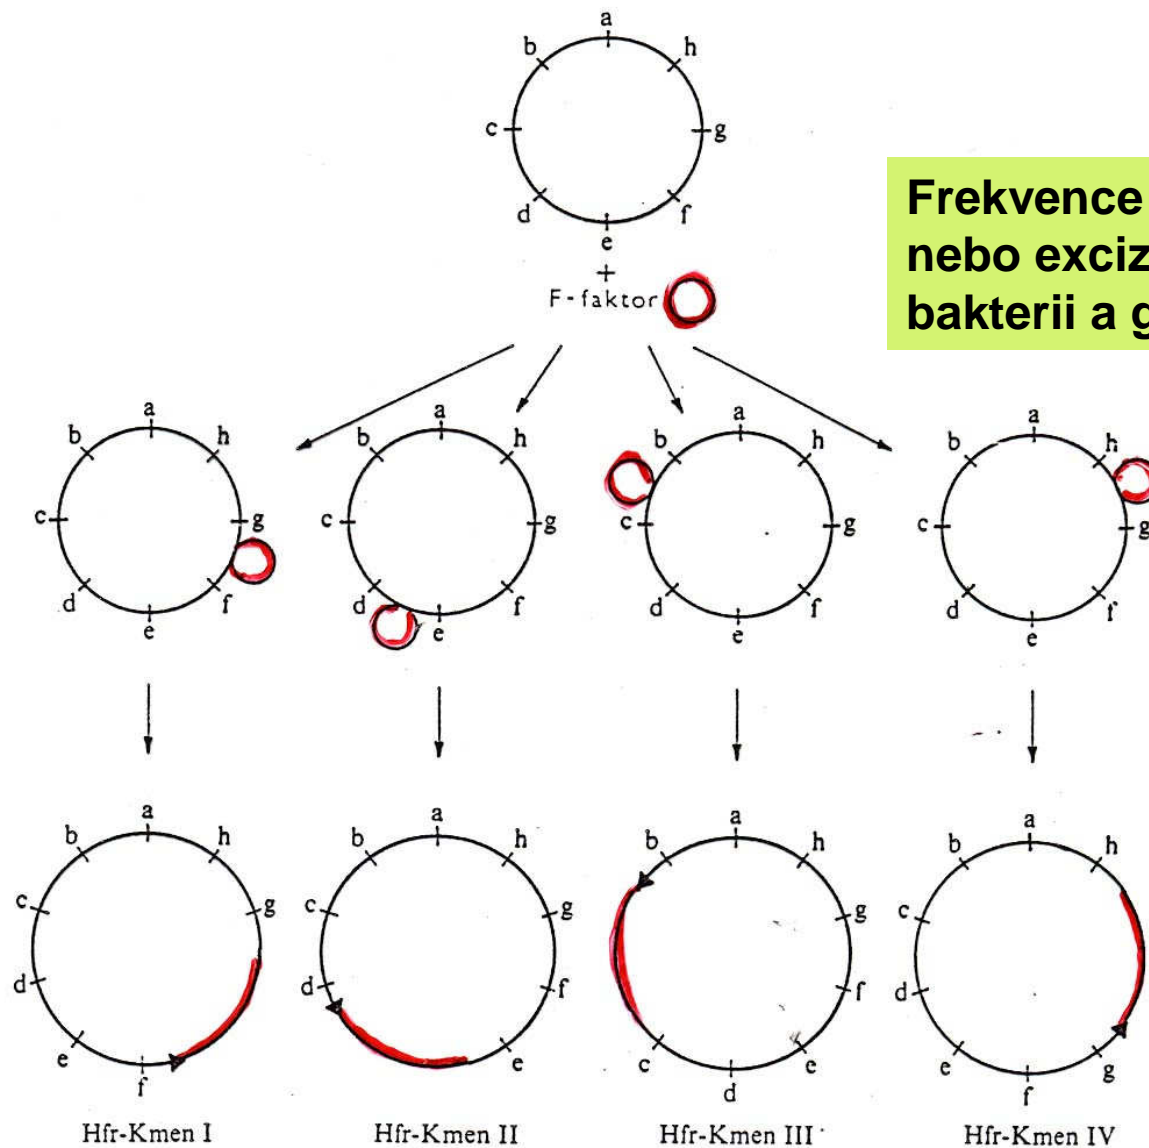 a
b h
c g
d f
e
+
F-faktor
Frekvence
nebo exciz
bakterii a g
a a a a
b h b h b h b h
c g c g c g c g
d f d f d f d f
e e e e
a a a a
b h b h b h b h
c g c g g c g
d d f f d
e f e c d e e f g
Hfr-Kmen I Hfr-Kmen II Hfr-Kmen III Hfr-Kmen IV